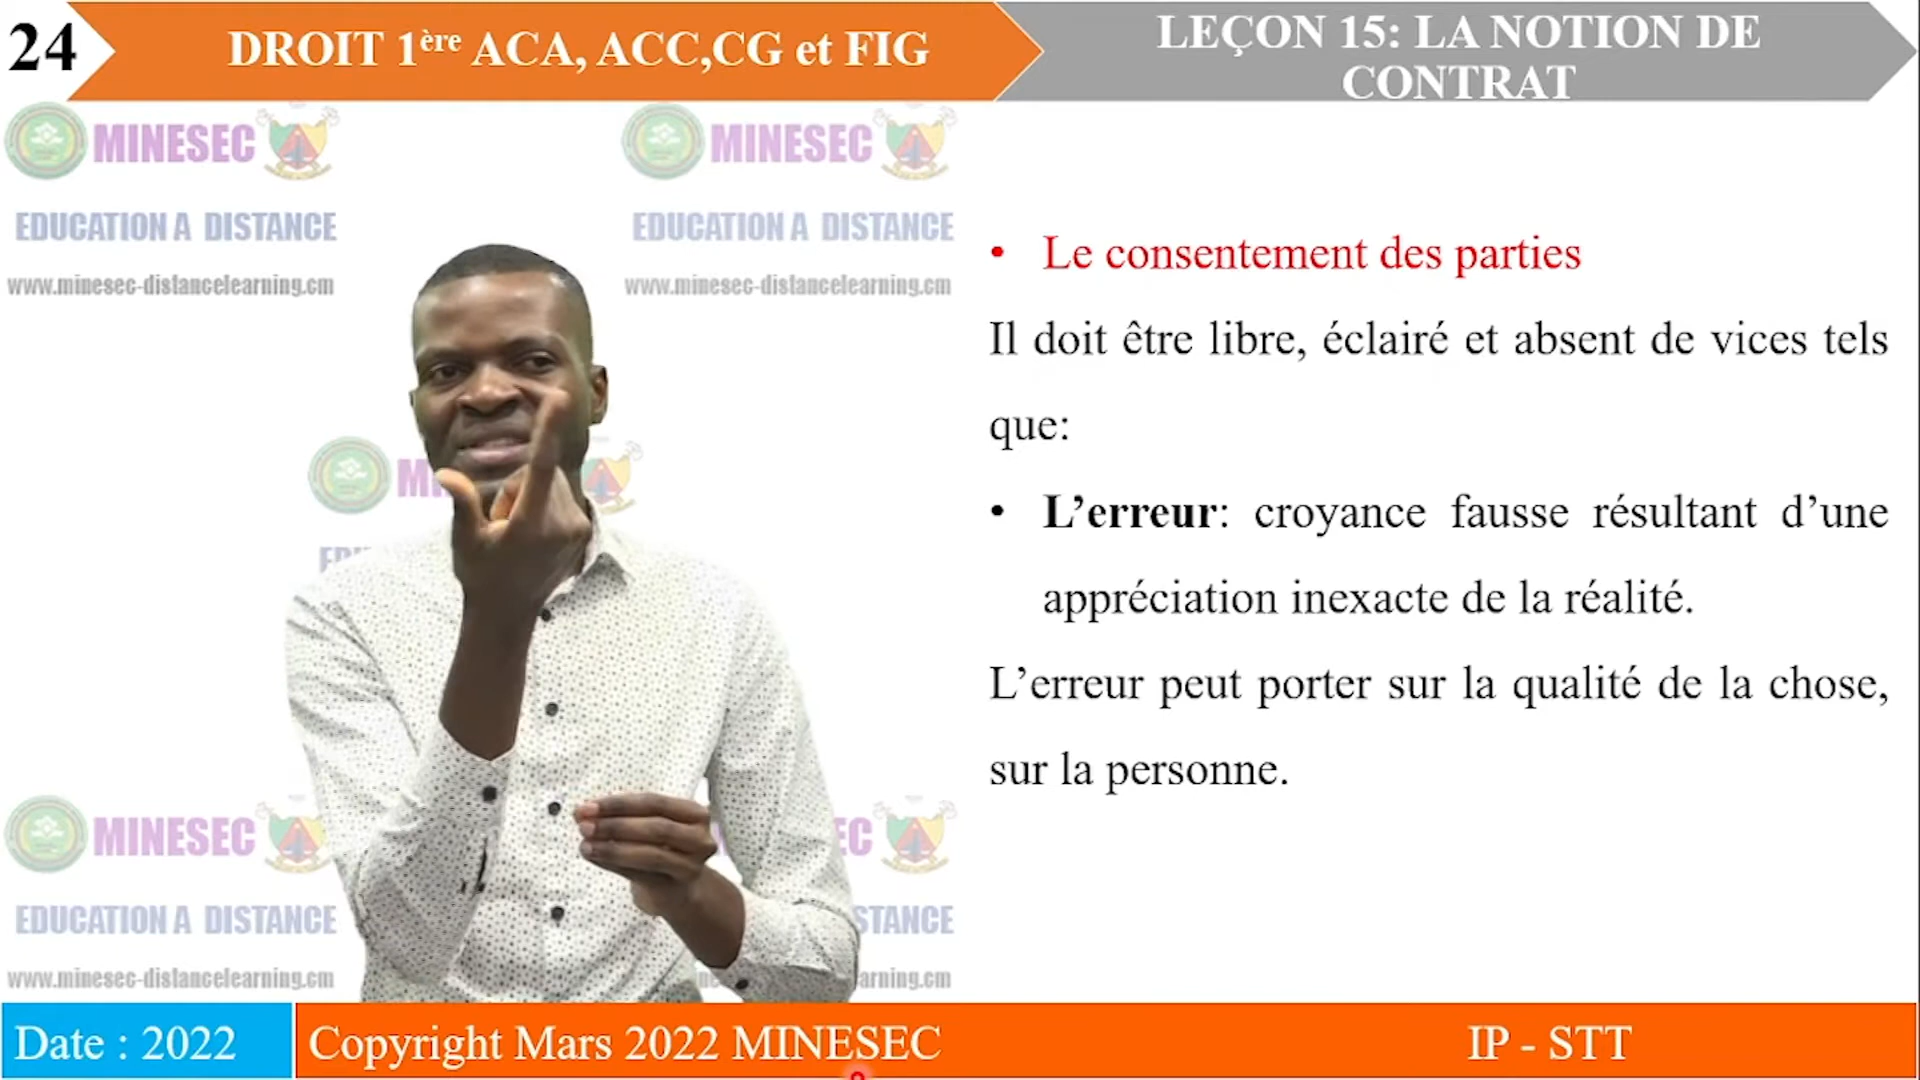 24
DROIT 1ère ACA, ACC,CG et FIG
LEÇON 15: LA NOTION DE
CONTRAT
MINESEC
MINESEC
EDUCATION A DISTANCE
EDUCATION A DISTANCE
www.minesec-distancelearning.cm
www.minesec-distancelearning.cm
• Le consentement des parties
Il doit être libre, éclairé et absent de vices tels
que:
• L’erreur: croyance fausse résultant d’une
appréciation inexacte de la réalité.
L’erreur peut porter sur la qualité de la chose,
sur la personne.
MINESEC
EC
EDUCATION A DISTANCE
STANCE
www.minesec-distancelearning.cm
arning.cm
Date : 2022
Copyright Mars 2022 MINESEC
IP - STT